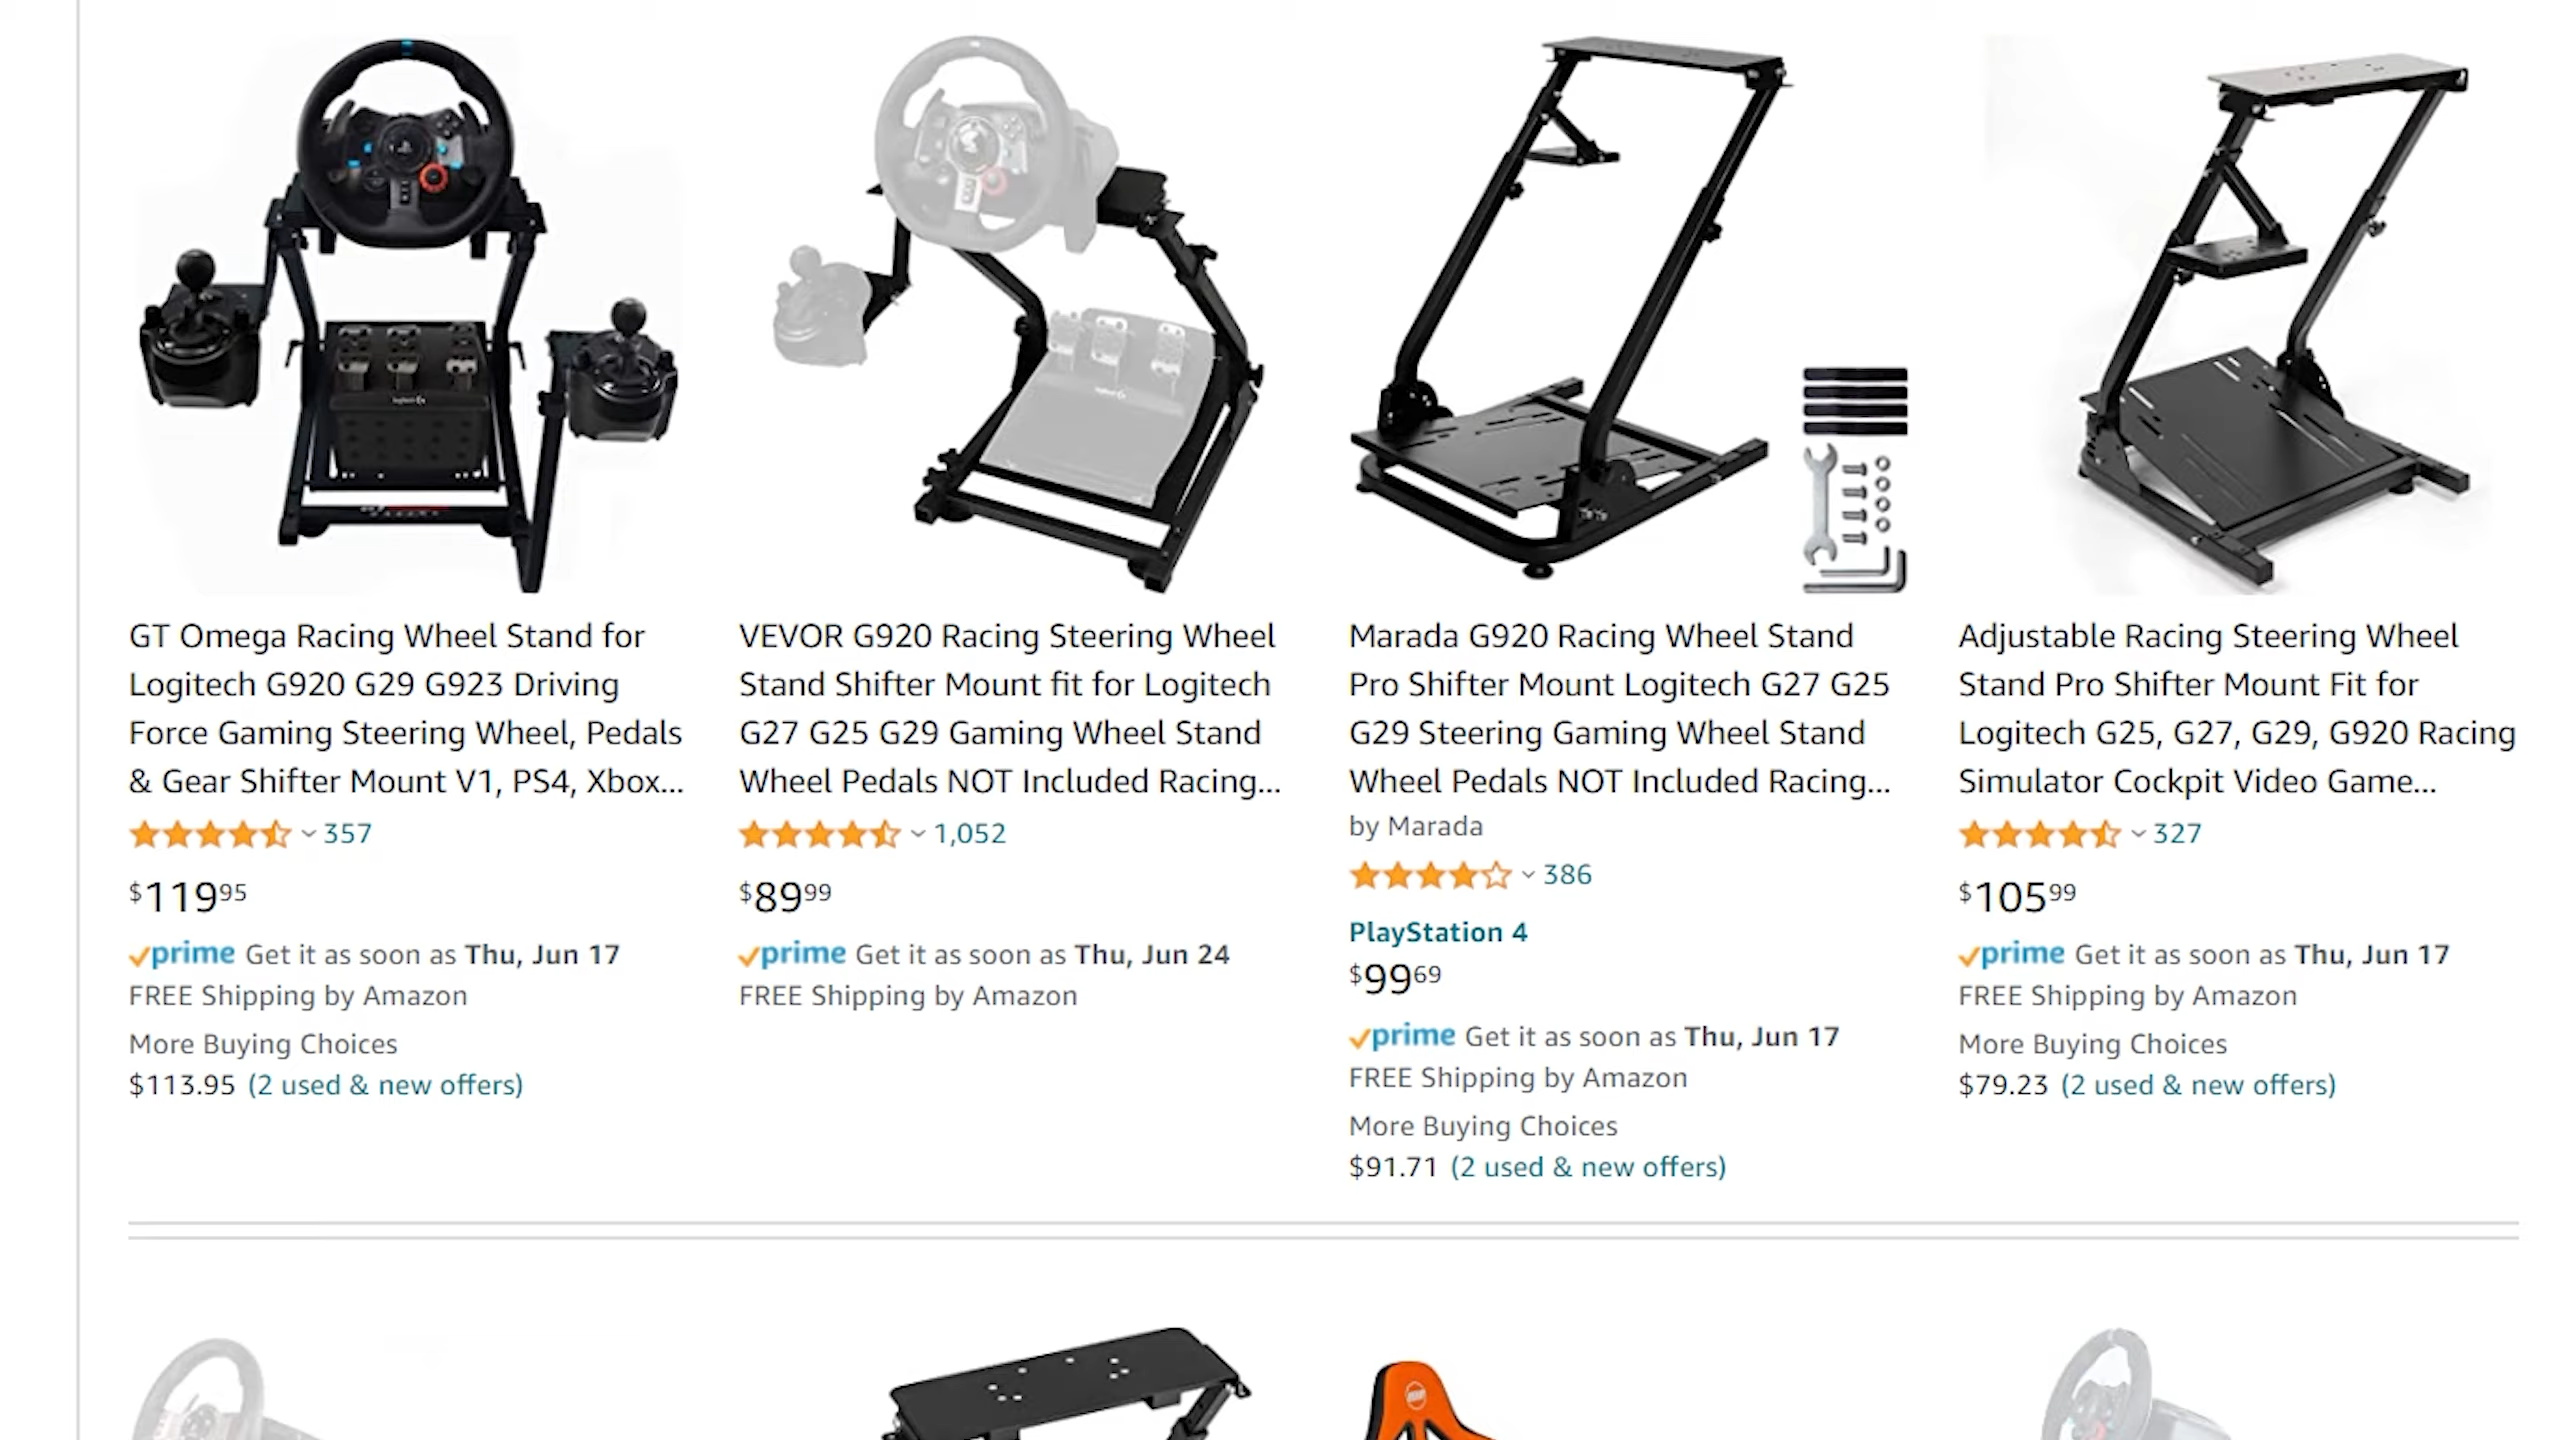 GT Omega Racing Wheel Stand for
Logitech G920 G29 G923 Driving
Force Gaming Steering Wheel, Pedals
& Gear Shifter Mount V1, PS4, Xbox...
357
$119 95
prime Get it as soon as Thu, Jun 17
FREE Shipping by Amazon
More Buying Choices
$113.95 (2 used & new offers)
VEVOR G920 Racing Steering Wheel
Stand Shifter Mount fit for Logitech
G27 G25 G29 Gaming Wheel Stand
Wheel Pedals NOT Included Racing...
1,052
$89 99
prime Get it as soon as Thu, Jun 24
FREE Shipping by Amazon
Marada G920 Racing Wheel Stand
Pro Shifter Mount Logitech G27 G25
G29 Steering Gaming Wheel Stand
Wheel Pedals NOT Included Racing...
by Marada
386
PlayStation 4
$99 69
prime Get it as soon as Thu, Jun 17
FREE Shipping by Amazon
More Buying Choices
$91.71 (2 used & new offers)
Adjustable Racing Steering Wheel
Stand Pro Shifter Mount Fit for
Logitech G25, G27, G29, G920 Racing
Simulator Cockpit Video Game...
327
$105 99
prime Get it as soon as Thu, Jun 17
FREE Shipping by Amazon
More Buying Choices
$79.23 (2 used & new offers)